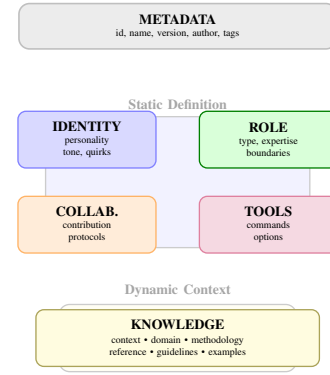 METADATA
id, name, version, author, tags
Static Definition
IDENTITY
personality
tone, quirks
ROLE
type, expertise
boundaries
COLLAB.
contribution
protocols
TOOLS
commands
options
Dynamic Context
KNOWLEDGE
context • domain • methodology
reference • guidelines • examples